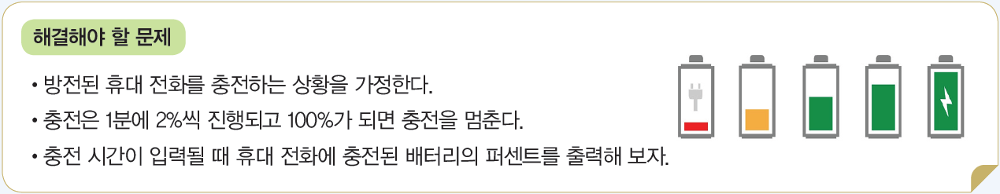 해결해야 할 문제
• 방전된 휴대 전화를 충전하는 상황을 가정한다.
• 충전은 1분에 2%씩 진행되고 100%가 되면 충전을 멈춘다.
• 충전 시간이 입력될 때 휴대 전화에 충전된 배터리의 퍼센트를 출력해 보자.